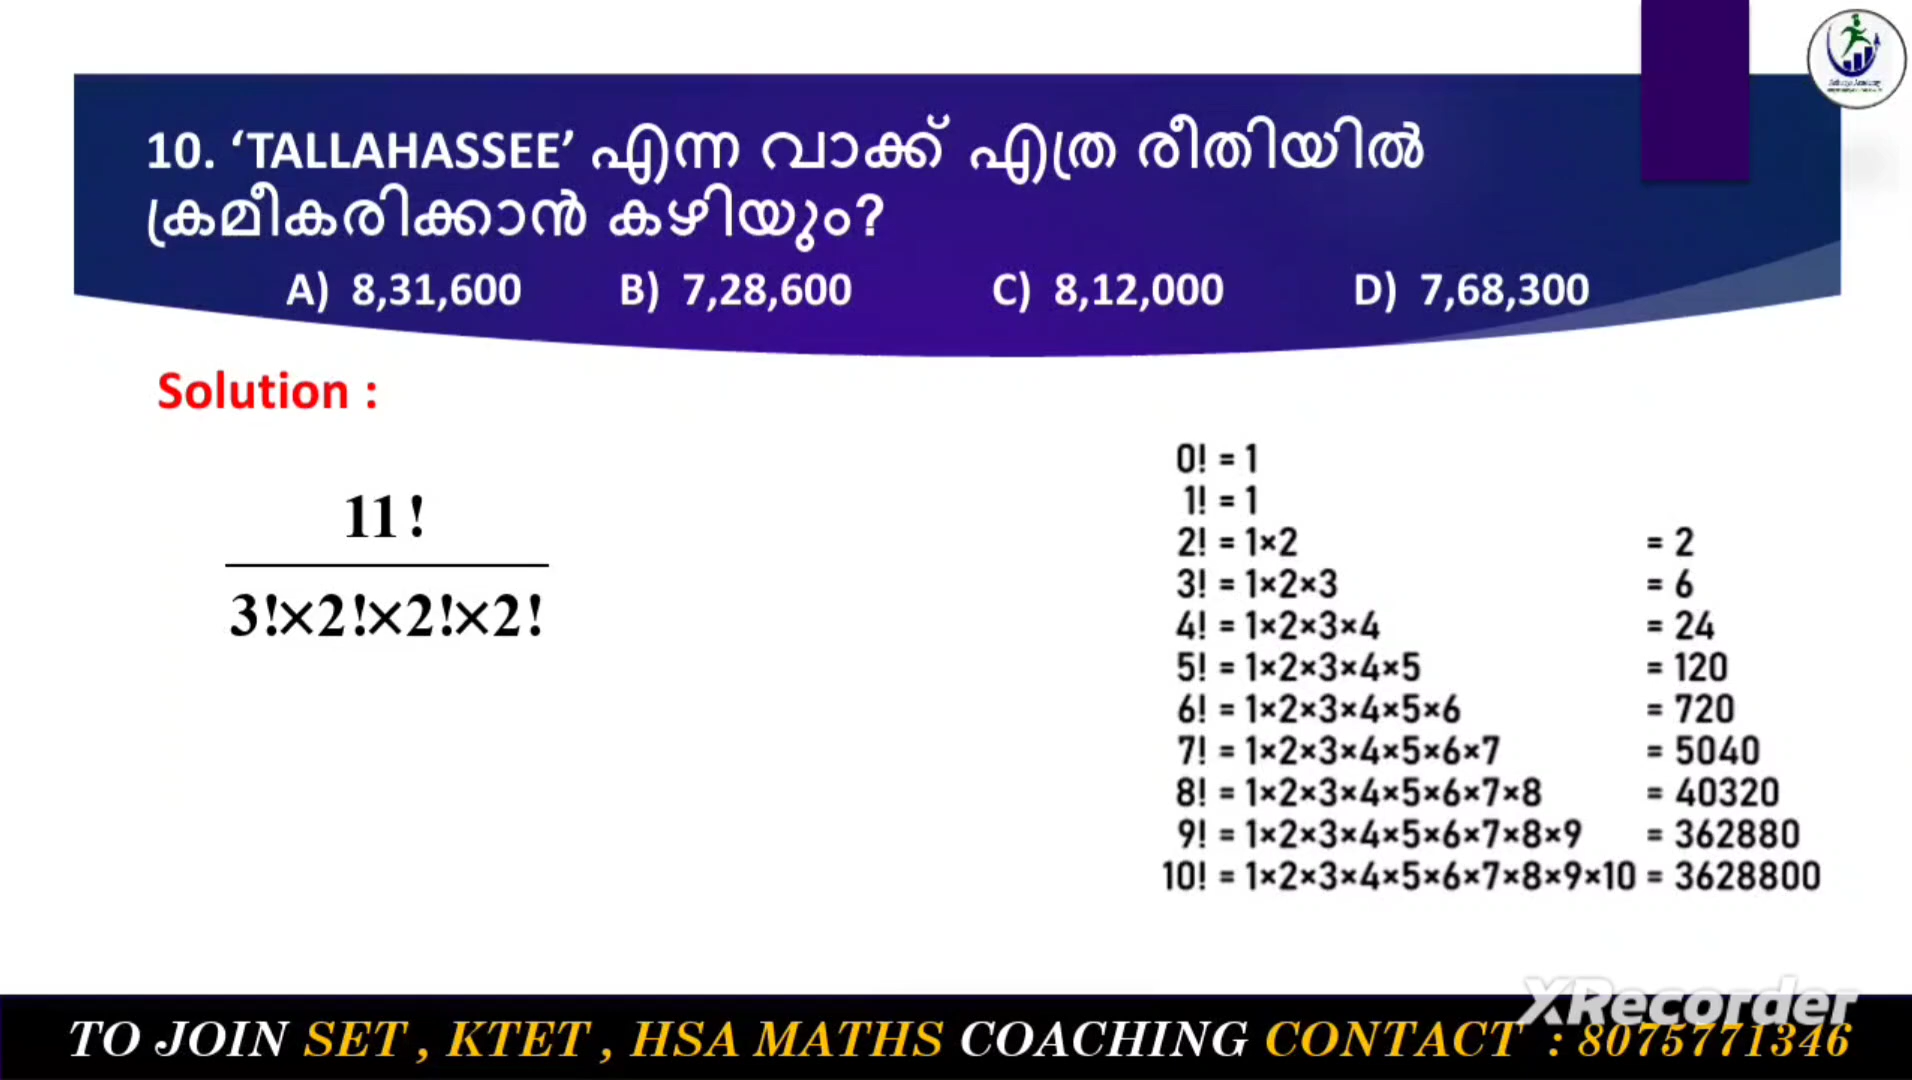 10. ‘TALLAHASSEE’ എന്ന വാക്ക് എത്ര രീതിയിൽ
ക്രമീകരിക്കാൻ കഴിയും?
A) 8,31,600 B) 7,28,600 C) 8,12,000 D) 7,68,300
Solution :
11!
3!×2!×2!×2!
0! = 1
1! = 1
2! = 1×2 = 2
3! = 1×2×3 = 6
4! = 1×2×3×4 = 24
5! = 1×2×3×4×5 = 120
6! = 1×2×3×4×5×6 = 720
7! = 1×2×3×4×5×6×7 = 5040
8! = 1×2×3×4×5×6×7×8 = 40320
9! = 1×2×3×4×5×6×7×8×9 = 362880
10! = 1×2×3×4×5×6×7×8×9×10 = 3628800
XRecorder
TO JOIN SET , KTET , HSA MATHS COACHING CONTACT : 8075771346